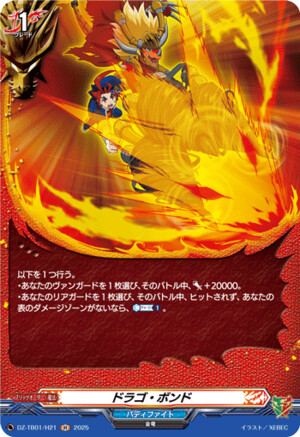 1
グレード
以下を1つ行う。
・あなたのヴァンガードを1枚選び、そのバトル中、+20000。
・あなたのリアガードを1枚選び、そのバトル中、ヒットされず、あなたの
表のダメージゾーンがないなら、1。
ドラゴ・ボンド
バディファイト
DZ-TB01/H21 H 2025
イラスト/ XEBEC